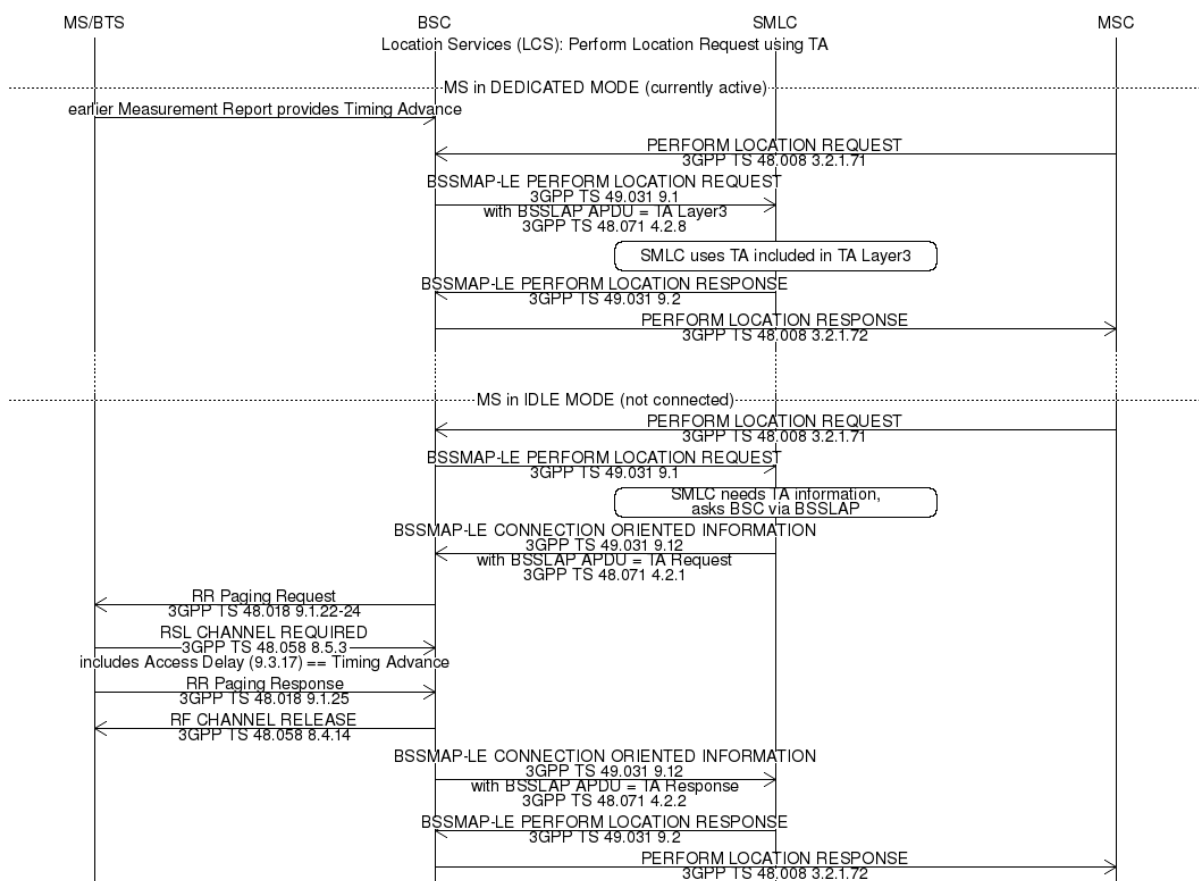 MS/BTS BSC SMLC MSC
Location Services (LCS): Perform Location Request using TA
MS in DEDICATED MODE (currently active)
earlier Measurement Report provides Timing Advance
PERFORM LOCATION REQUEST
3GPP TS 48.008 3.2.1.71
BSSMAP-LE PERFORM LOCATION REQUEST
3GPP TS 49.031 9.1
with BSSLAP APDU = TA Layer3
3GPP TS 48.071 4.2.8
SMLC uses TA included in TA Layer3
BSSMAP-LE PERFORM LOCATION RESPONSE
3GPP TS 49.031 9.2
PERFORM LOCATION RESPONSE
3GPP TS 48.008 3.2.1.72
MS in IDLE MODE (not connected)
PERFORM LOCATION REQUEST
3GPP TS 48.008 3.2.1.71
BSSMAP-LE PERFORM LOCATION REQUEST
3GPP TS 49.031 9.1
SMLC needs TA information,
asks BSC via BSSLAP
BSSMAP-LE CONNECTION ORIENTED INFORMATION
3GPP TS 49.031 9.12
with BSSLAP APDU = TA Request
3GPP TS 48.071 4.2.1
RR Paging Request
3GPP TS 48.018 9.1.22-24
RSL CHANNEL REQUIRED
3GPP TS 48.058 8.5.3
includes Access Delay (9.3.17) == Timing Advance
RR Paging Response
3GPP TS 48.018 9.1.25
RF CHANNEL RELEASE
3GPP TS 48.058 8.4.14
BSSMAP-LE CONNECTION ORIENTED INFORMATION
3GPP TS 49.031 9.12
with BSSLAP APDU = TA Response
3GPP TS 48.071 4.2.2
BSSMAP-LE PERFORM LOCATION RESPONSE
3GPP TS 49.031 9.2
PERFORM LOCATION RESPONSE
3GPP TS 48.008 3.2.1.72